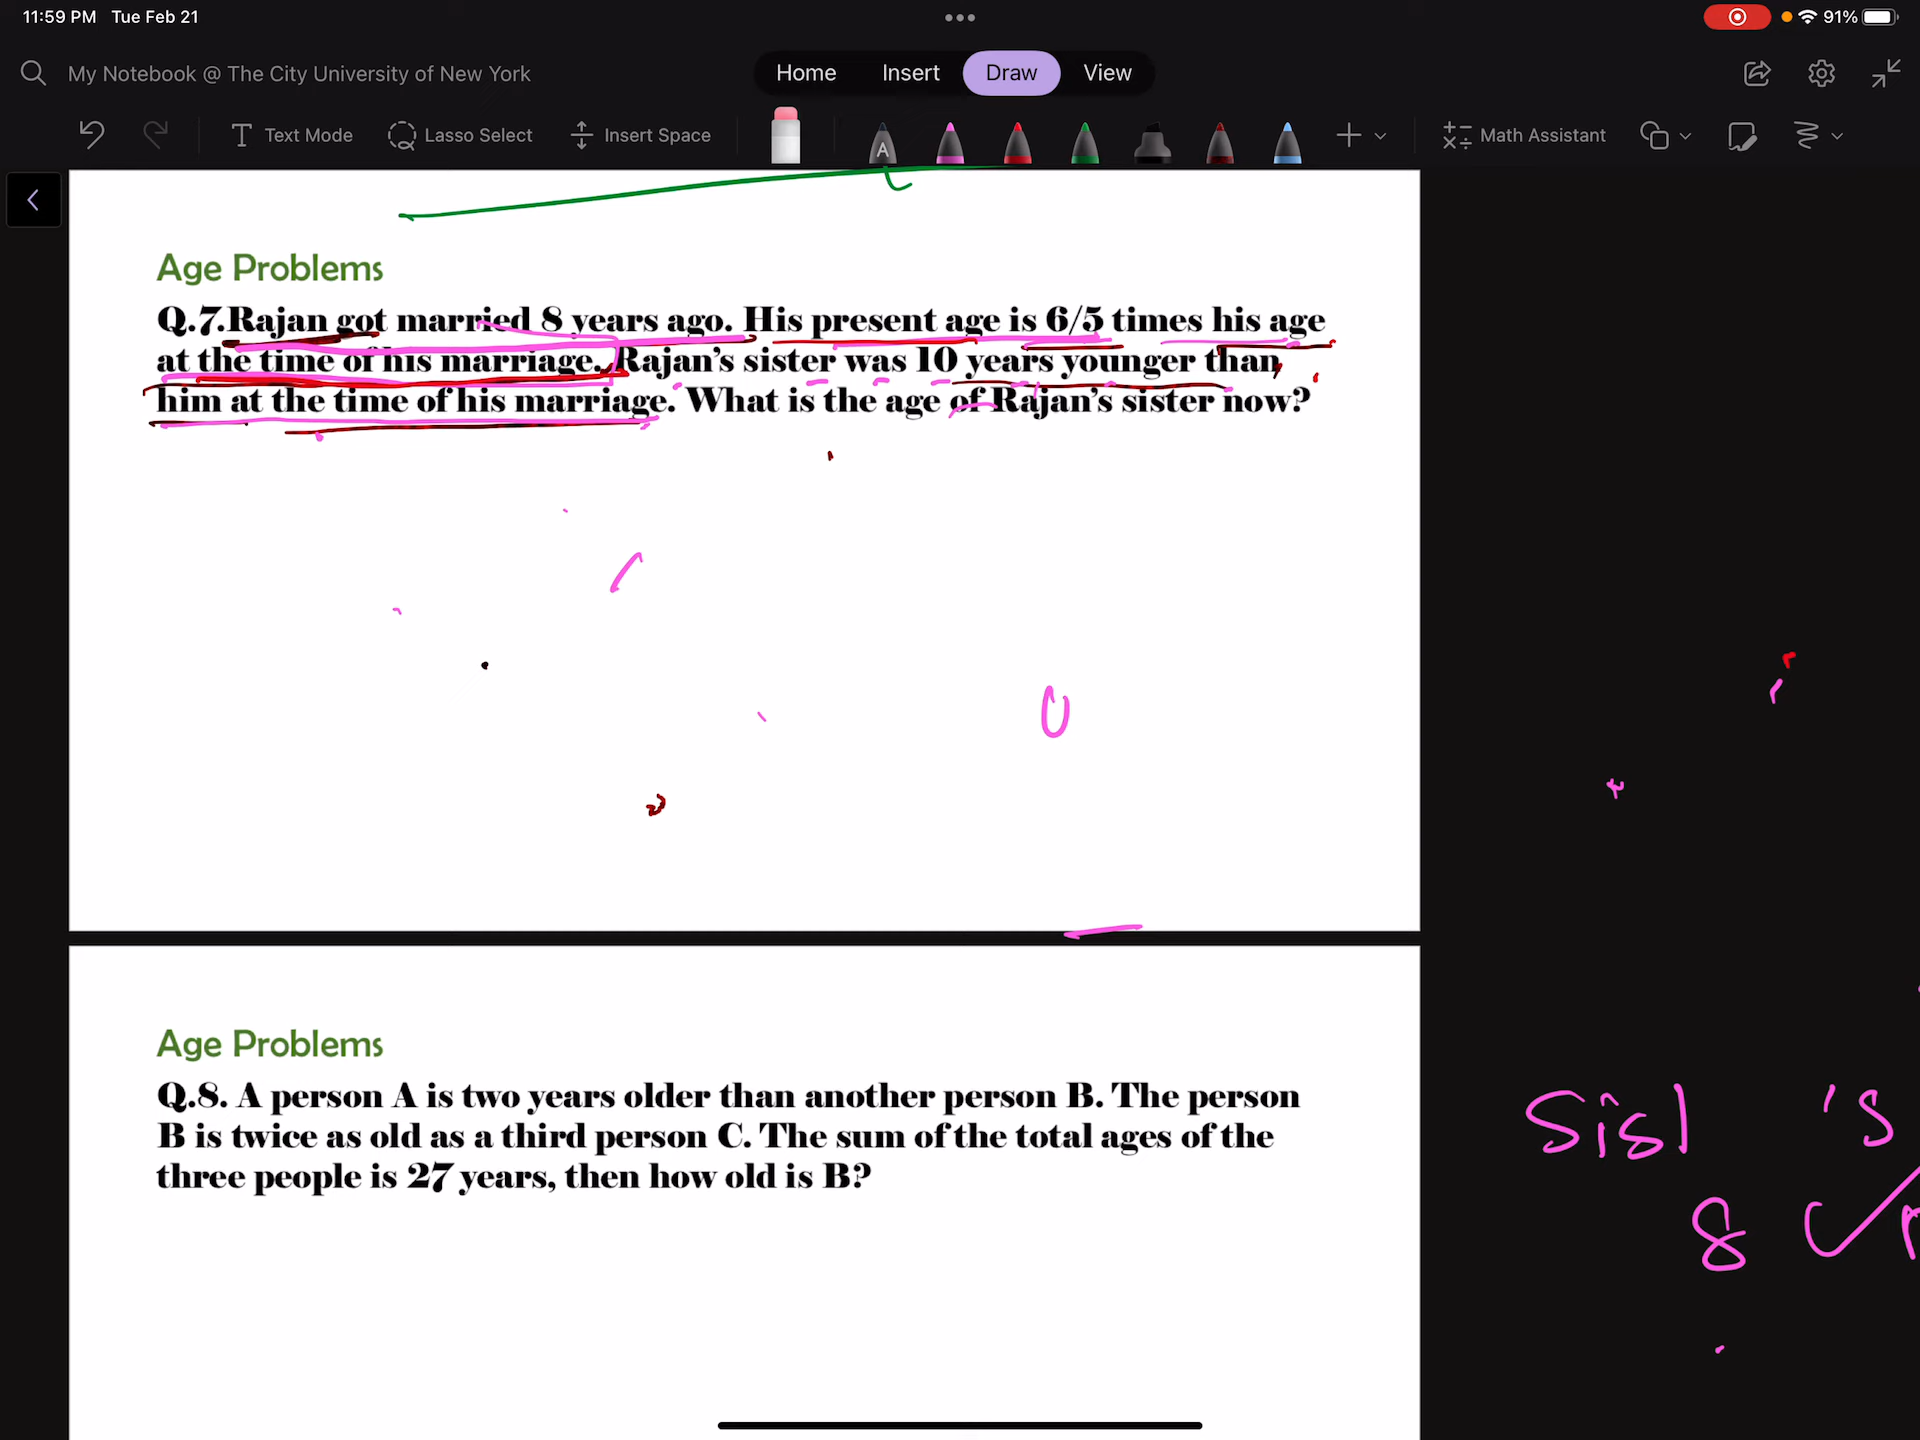 11:59 PM Tue Feb 21
91%
My Notebook @ The City University of New York
Home Insert Draw View
Text Mode Lasso Select Insert Space A Math Assistant
Age Problems
Q.7.Rajan got married 8 years ago. His present age is 6/5 times his age
at the time of his marriage. Rajan's sister was 10 years younger than
him at the time of his marriage. What is the age of Rajan's sister now?
0
Age Problems
Q.8. A person A is two years older than another person B. The person
B is twice as old as a third person C. The sum of the total ages of the
three people is 27 years, then how old is B?
's
8